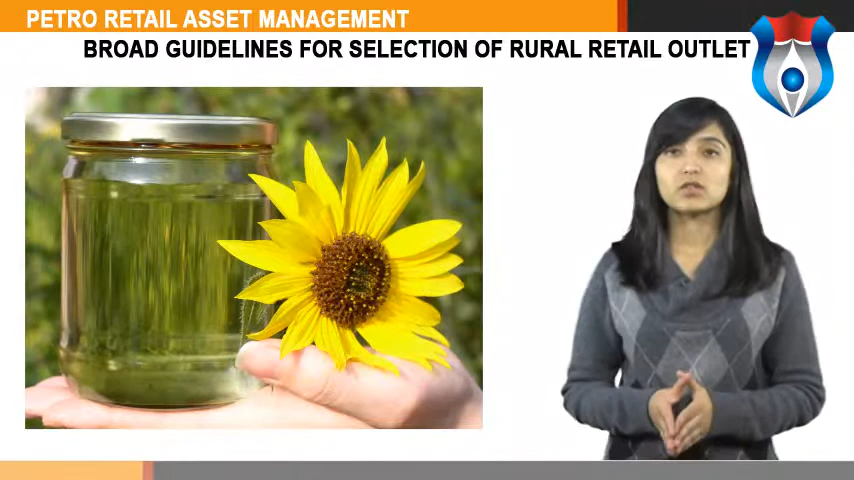 PETRO RETAIL ASSET MANAGEMENT
BROAD GUIDELINES FOR SELECTION OF RURAL RETAIL OUTLET